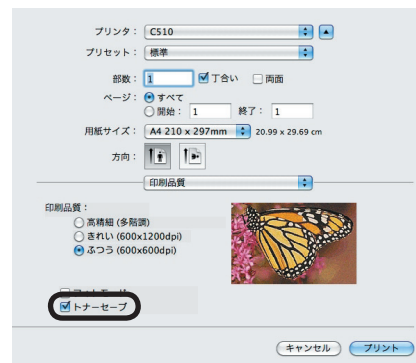 プリンタ： C510
プリセット： 標準
部数： 1 丁合い 両面
ページ： すべて
開始： 1 終了： 1
用紙サイズ： A4 210 x 297mm 20.99 x 29.69 cm
方向：
印刷品質
印刷品質：
高精細 (多階調)
きれい (600x1200dpi)
ふつう (600x600dpi)
トナーセーブ
キャンセル プリント